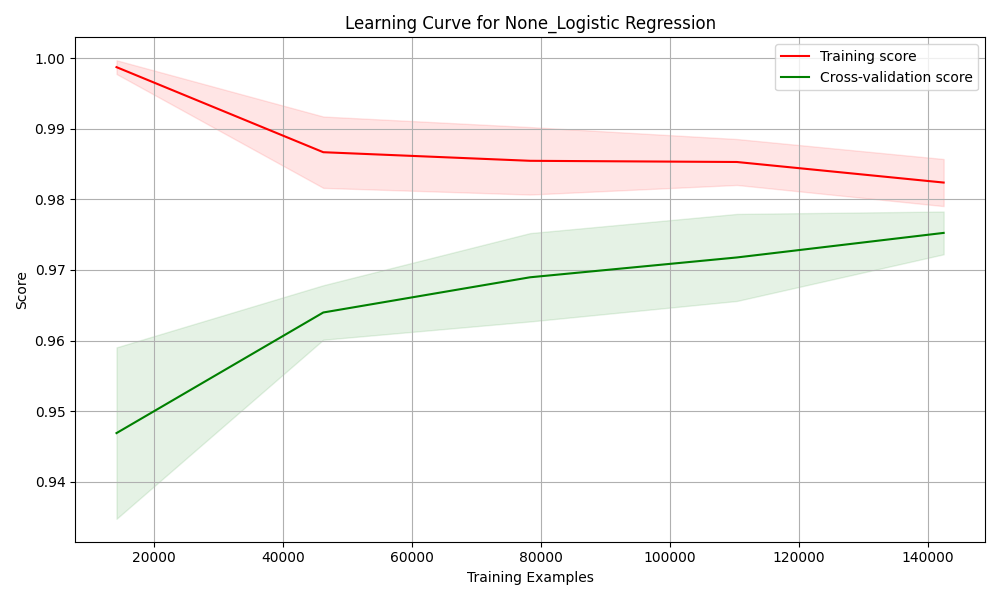 Learning Curve for None_Logistic Regression
Training score
Cross-validation score
Score
1.00
0.99
0.98
0.97
0.96
0.95
0.94
20000 40000 60000 80000 100000 120000 140000
Training Examples